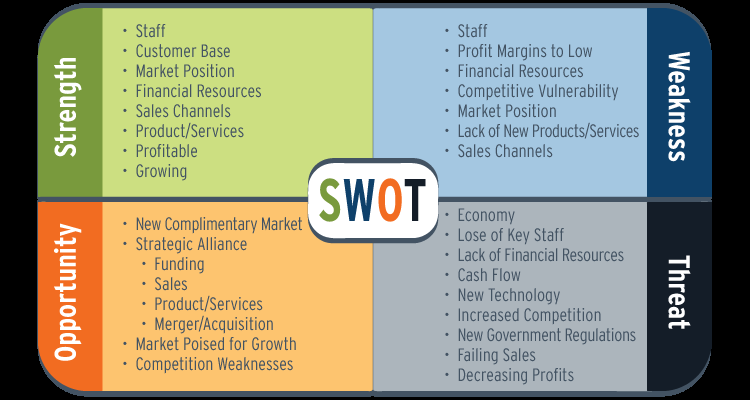 Strength
• Staff
• Customer Base
• Market Position
• Financial Resources
• Sales Channels
• Product/Services
• Profitable
• Growing
Weakness
• Staff
• Profit Margins to Low
• Financial Resources
• Competitive Vulnerability
• Market Position
• Lack of New Products/Services
• Sales Channels
SWOT
Opportunity
• New Complimentary Market
• Strategic Alliance
• Funding
• Sales
• Product/Services
• Merger/Acquisition
• Market Poised for Growth
• Competition Weaknesses
Threat
• Economy
• Lose of Key Staff
• Lack of Financial Resources
• Cash Flow
• New Technology
• Increased Competition
• New Government Regulations
• Failing Sales
• Decreasing Profits